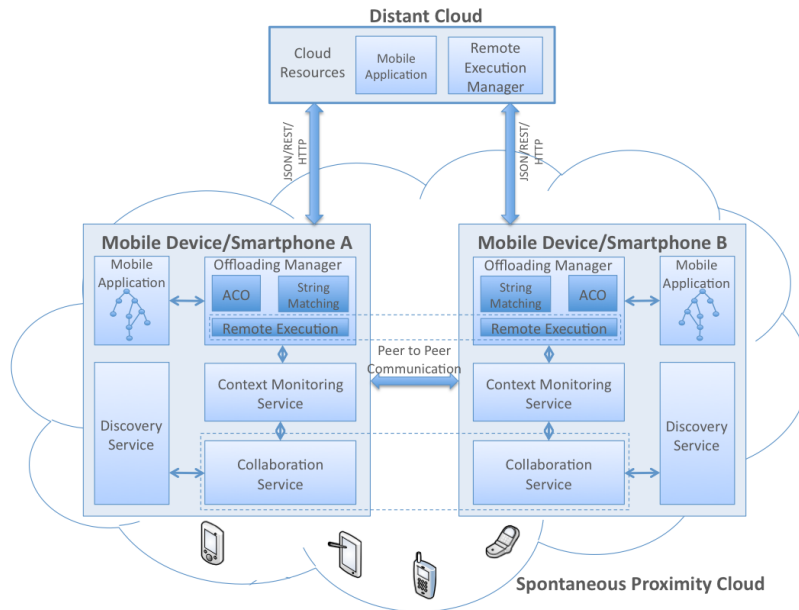 Distant Cloud
Cloud
Resources
Mobile
Application
Remote
Execution
Manager
JSON/REST/
HTTP
JSON/REST/
HTTP
Mobile Device/Smartphone A
Mobile
Application
Offloading Manager
ACO
String
Matching
Remote Execution
Context Monitoring
Service
Discovery
Service
Collaboration
Service
Peer to Peer
Communication
Mobile Device/Smartphone B
Offloading Manager
String
Matching
ACO
Remote Execution
Mobile
Application
Context Monitoring
Service
Discovery
Service
Collaboration
Service
Spontaneous Proximity Cloud